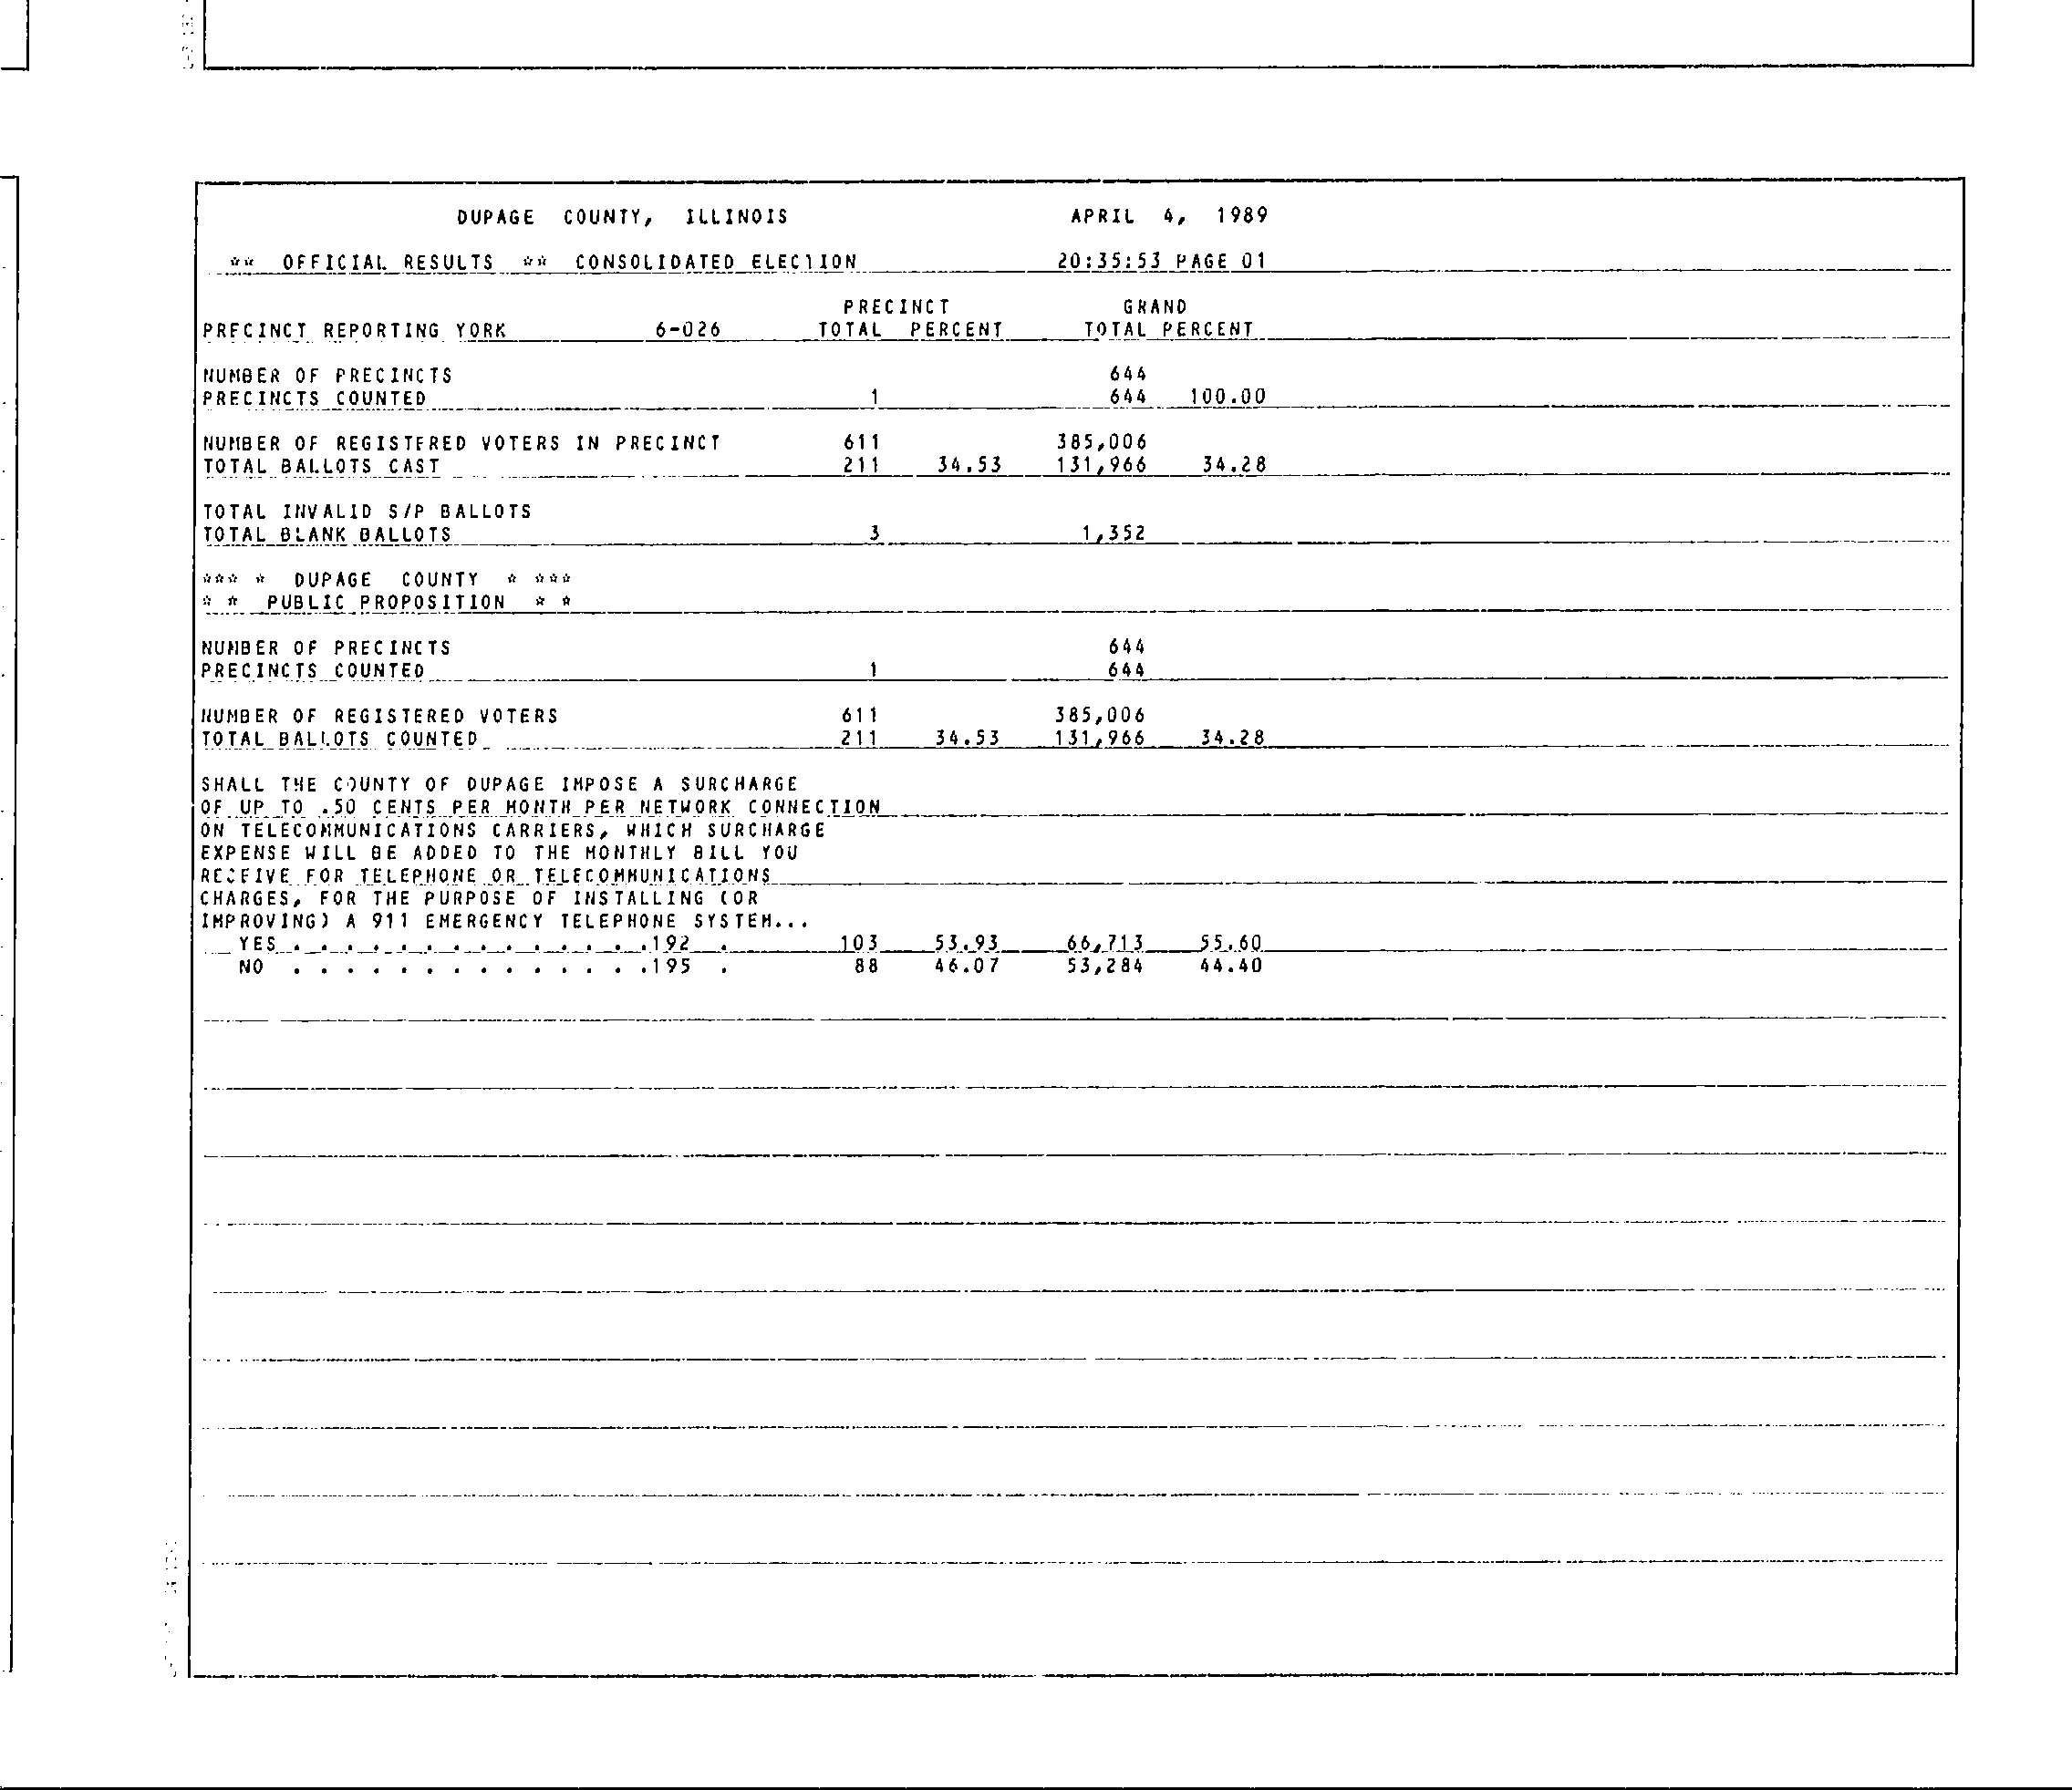 DUPAGE COUNTY, ILLINOIS APRIL 4, 1989
** OFFICIAL RESULTS ** CONSOLIDATED ELECTION 20:35:53 PAGE 01
PRECINCT GRAND
PRECINCT REPORTING YORK 6-026 TOTAL PERCENT TOTAL PERCENT
NUMBER OF PRECINCTS 644
PRECINCTS COUNTED 1 644 100.00
NUMBER OF REGISTERED VOTERS IN PRECINCT 611 385,006
TOTAL BALLOTS CAST 211 34.53 131,966 34.28
TOTAL INVALID S/P BALLOTS
TOTAL BLANK BALLOTS 3 1,352
*** * DUPAGE COUNTY * ***
* * PUBLIC PROPOSITION * *
NUMBER OF PRECINCTS 644
PRECINCTS COUNTED 1 644
NUMBER OF REGISTERED VOTERS 611 385,006
TOTAL BALLOTS COUNTED 211 34.53 131,966 34.28
SHALL THE COUNTY OF DUPAGE IMPOSE A SURCHARGE
OF UP TO .50 CENTS PER MONTH PER NETWORK CONNECTION
ON TELECOMMUNICATIONS CARRIERS, WHICH SURCHARGE
EXPENSE WILL BE ADDED TO THE MONTHLY BILL YOU
RECEIVE FOR TELEPHONE OR TELECOMMUNICATIONS
CHARGES, FOR THE PURPOSE OF INSTALLING (OR
IMPROVING) A 911 EMERGENCY TELEPHONE SYSTEM...
YES . . . . . . . . . . . . . .192 . 103 53.93 66,713 55.60
NO . . . . . . . . . . . . . .195 . 88 46.07 53,284 44.40